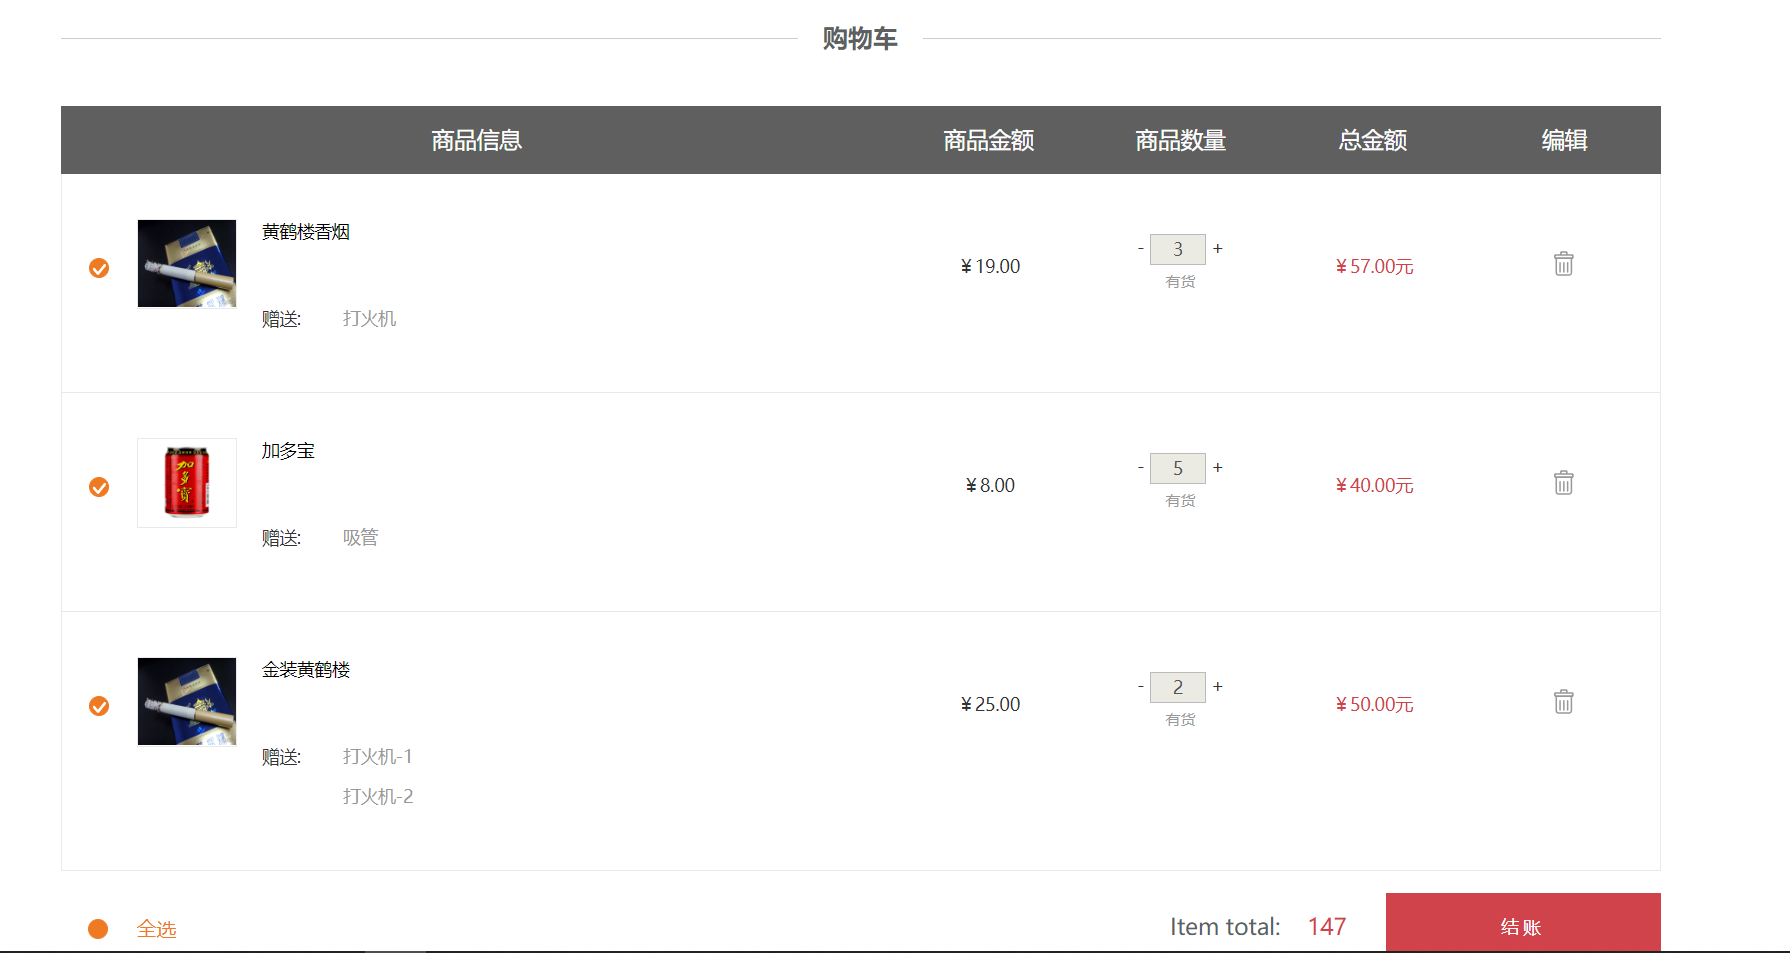 购物车
商品信息 商品金额 商品数量 总金额 编辑
黄鹤楼香烟
¥19.00
- 3 +
有货
¥57.00元
赠送: 打火机
加多宝
加多寶
¥8.00
- 5 +
有货
¥40.00元
赠送: 吸管
金装黄鹤楼
¥25.00
- 2 +
有货
¥50.00元
赠送: 打火机-1
打火机-2
全选
Item total: 147
结账